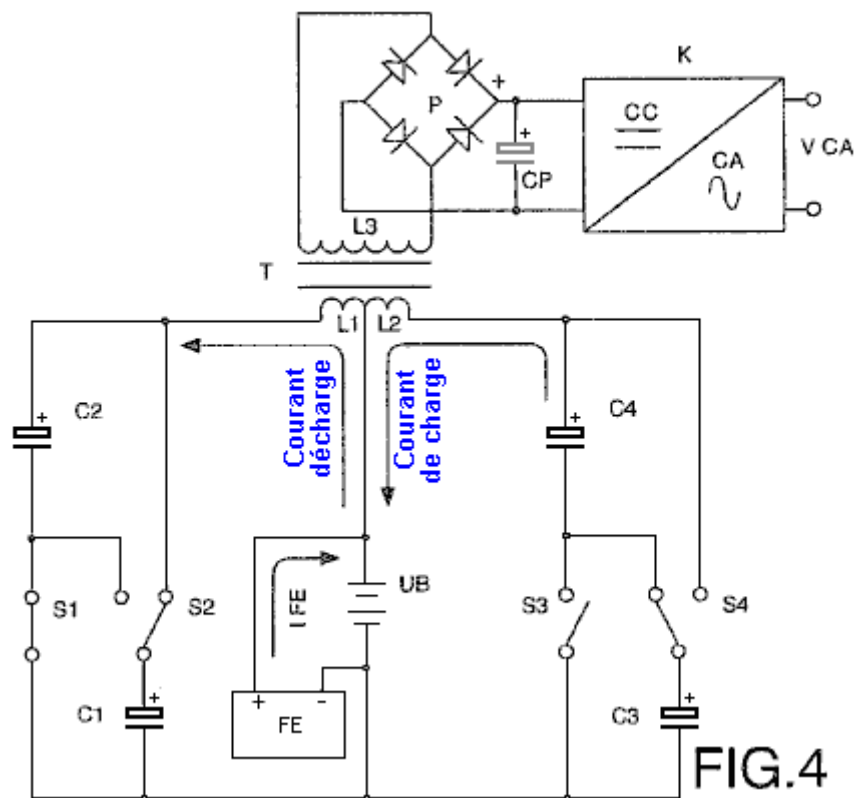 K
+
P
CC
+
CP
CA
V CA
L3
T
L1 L2
Courant
décharge
Courant
de charge
C2
+
C4
+
UB
I FE
S1
S2
S3
S4
+
C1
+ -
FE
+
C3
FIG.4